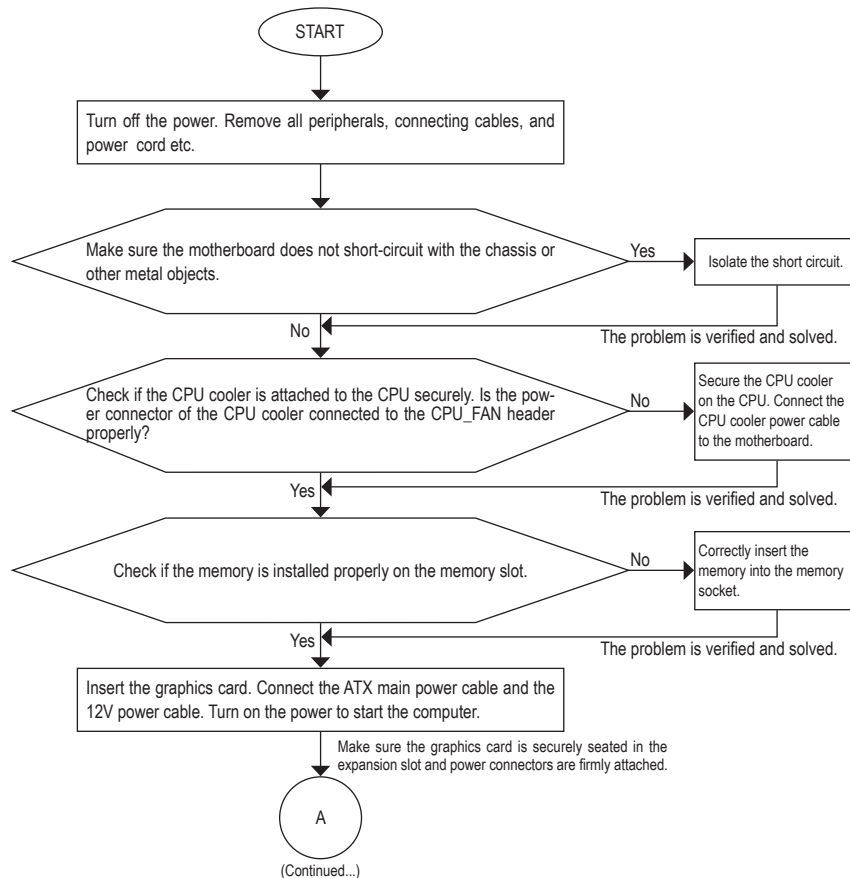 START
Turn off the power. Remove all peripherals, connecting cables, and
power cord etc.
Make sure the motherboard does not short-circuit with the chassis or
other metal objects.
Yes
Isolate the short circuit.
No
The problem is verified and solved.
Check if the CPU cooler is attached to the CPU securely. Is the pow-
er connector of the CPU cooler connected to the CPU_FAN header
properly?
No
Secure the CPU cooler
on the CPU. Connect the
CPU cooler power cable
to the motherboard.
Yes
The problem is verified and solved.
Check if the memory is installed properly on the memory slot.
No
Correctly insert the
memory into the memory
socket.
Yes
The problem is verified and solved.
Insert the graphics card. Connect the ATX main power cable and the
12V power cable. Turn on the power to start the computer.
Make sure the graphics card is securely seated in the
expansion slot and power connectors are firmly attached.
A
(Continued...)